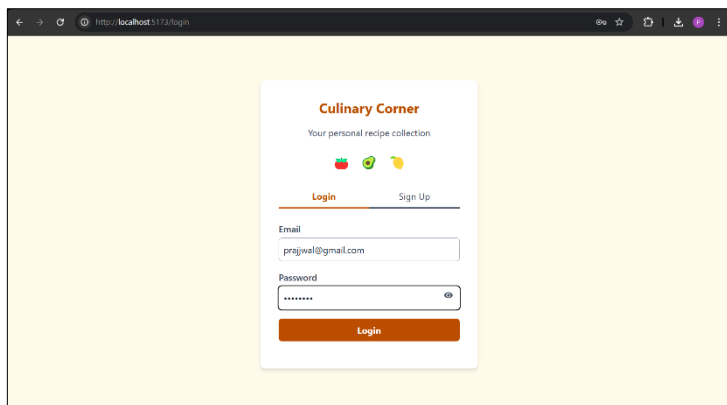 http://localhost:5173/login
P
Culinary Corner
Your personal recipe collection
Login Sign Up
Email
prajjwal@gmail.com
Password
••••••••
Login